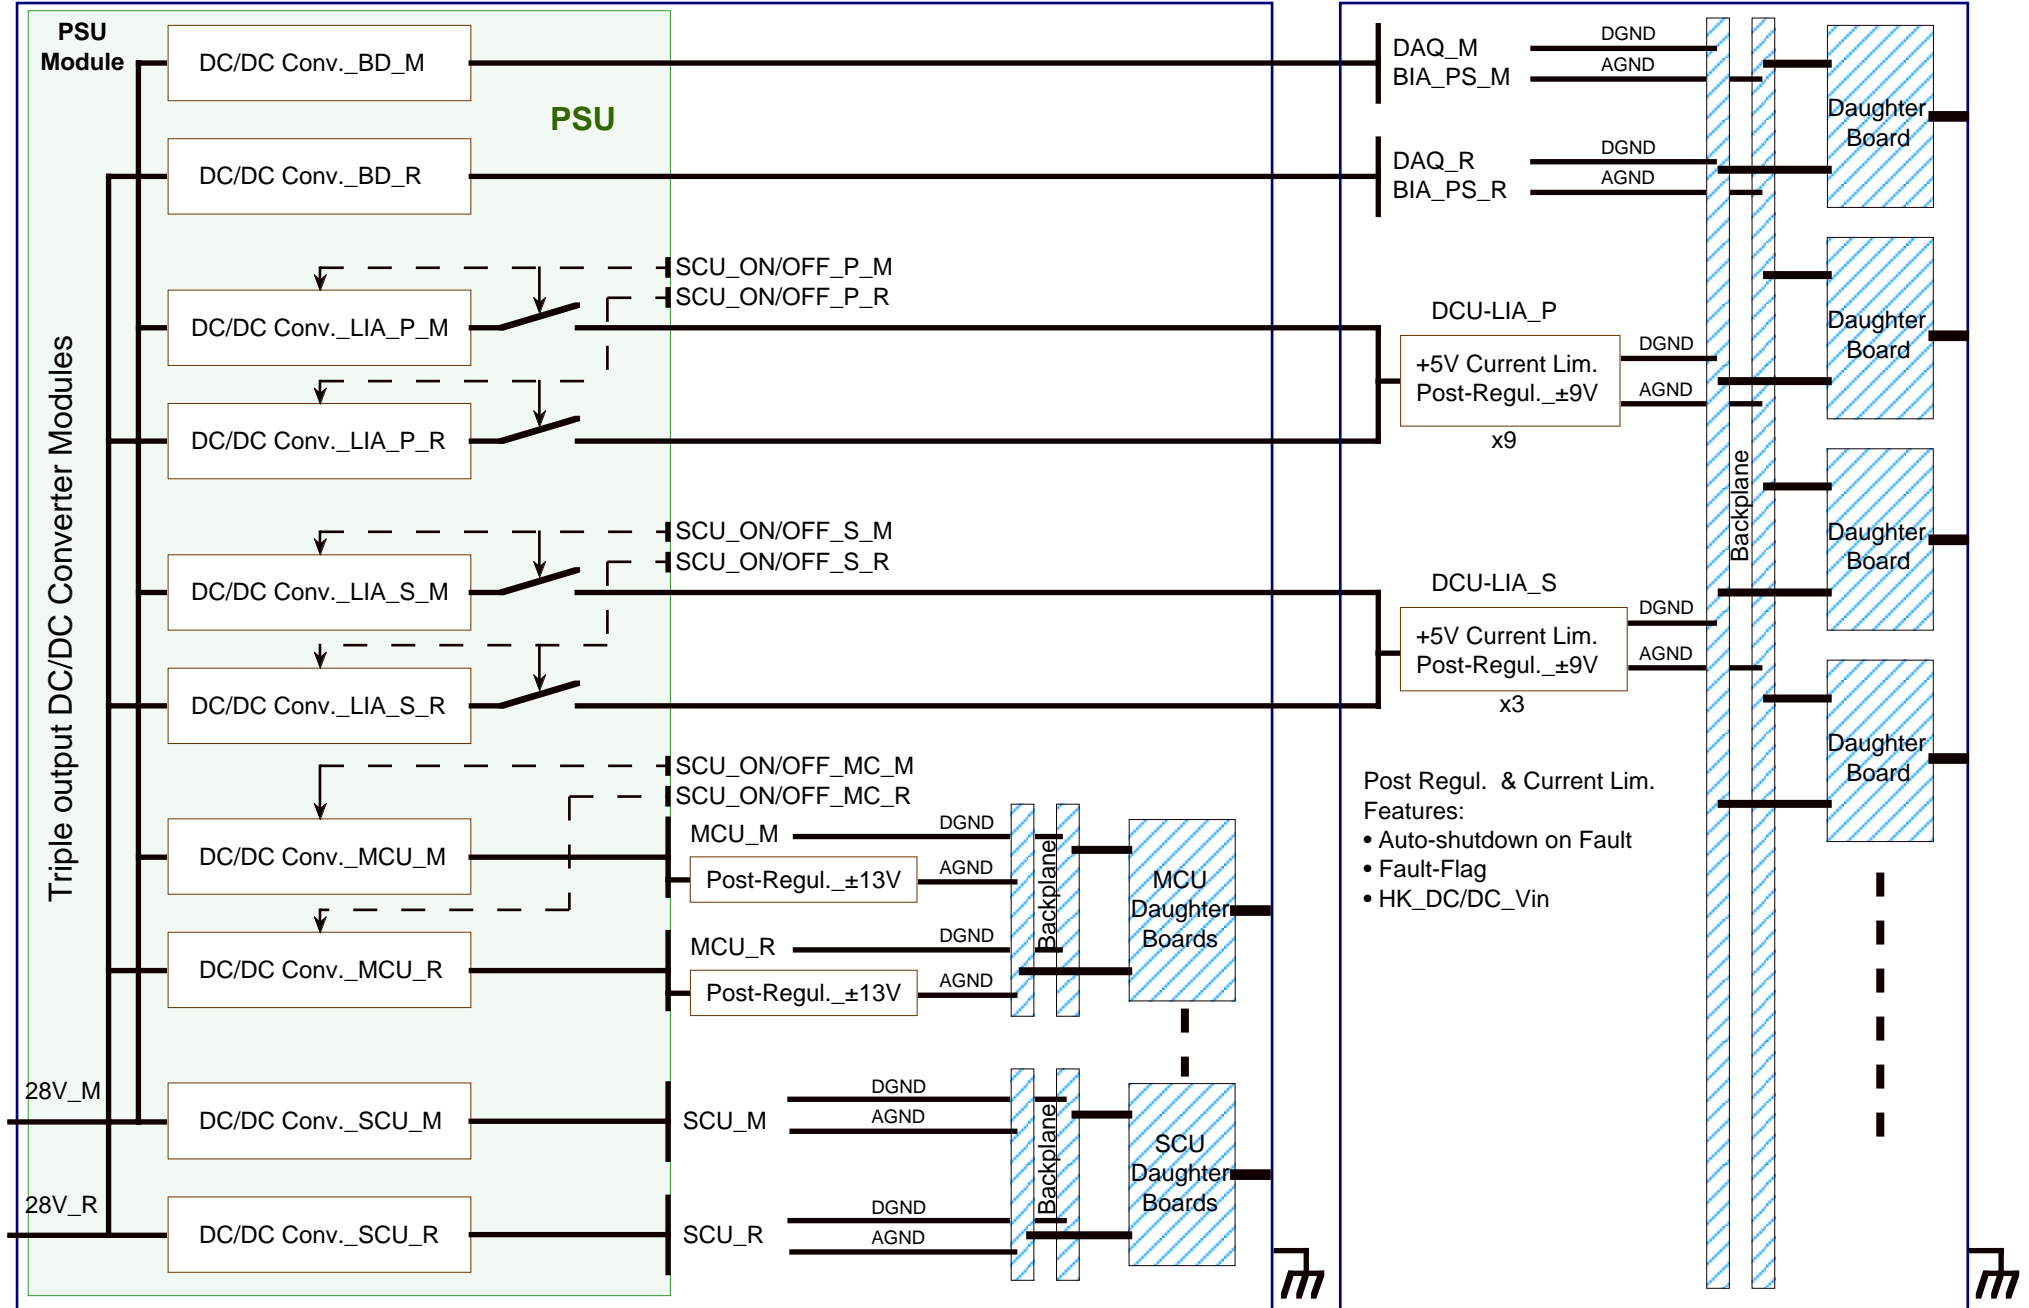 PSU
Module
DC/DC Conv._BD_M
PSU
DC/DC Conv._BD_R
SCU_ON/OFF_P_M
SCU_ON/OFF_P_R
DC/DC Conv._LIA_P_M
DC/DC Conv._LIA_P_R
SCU_ON/OFF_S_M
SCU_ON/OFF_S_R
DC/DC Conv._LIA_S_M
DC/DC Conv._LIA_S_R
Triple output DC/DC Converter Modules
SCU_ON/OFF_MC_M
SCU_ON/OFF_MC_R
DC/DC Conv._MCU_M
MCU_M
DGND
Post-Regul._±13V
AGND
DC/DC Conv._MCU_R
MCU_R
DGND
Post-Regul._±13V
AGND
Backplane
MCU
Daughter
Boards
28V_M
DC/DC Conv._SCU_M
SCU_M
DGND
AGND
28V_R
DC/DC Conv._SCU_R
SCU_R
DGND
AGND
Backplane
SCU
Daughter
Boards
DAQ_M
BIA_PS_M
DGND
AGND
DAQ_R
BIA_PS_R
DGND
AGND
DCU-LIA_P
+5V Current Lim.
Post-Regul._±9V
x9
DGND
AGND
DCU-LIA_S
+5V Current Lim.
Post-Regul._±9V
x3
DGND
AGND
Backplane
Daughter
Board
Daughter
Board
Daughter
Board
Daughter
Board
Post Regul. & Current Lim.
Features:
• Auto-shutdown on Fault
• Fault-Flag
• HK_DC/DC_Vin